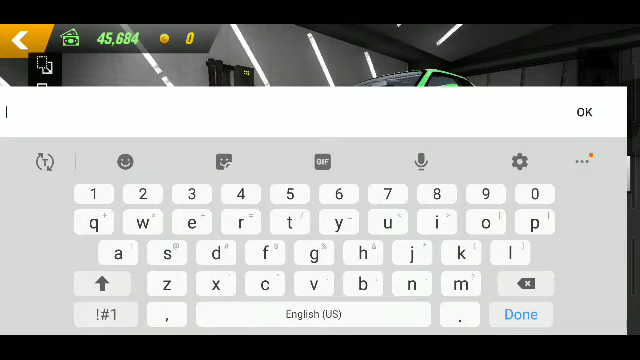 45,684 0
OK
GIF
1 2 3 4 5 6 7 8 9 0
q w e r t y u i o p
a s d f g h j k l
z x c v b n m
!#1 , English (US) . Done